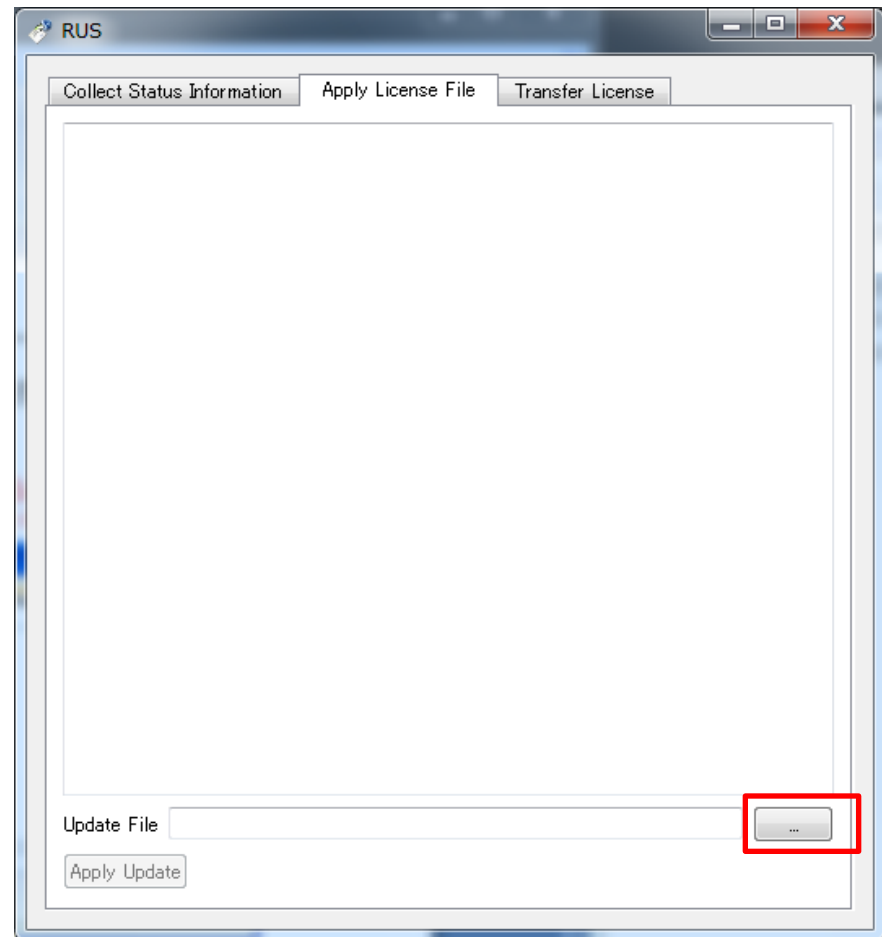 RUS
Collect Status Information Apply License File Transfer License
Update File ...
Apply Update